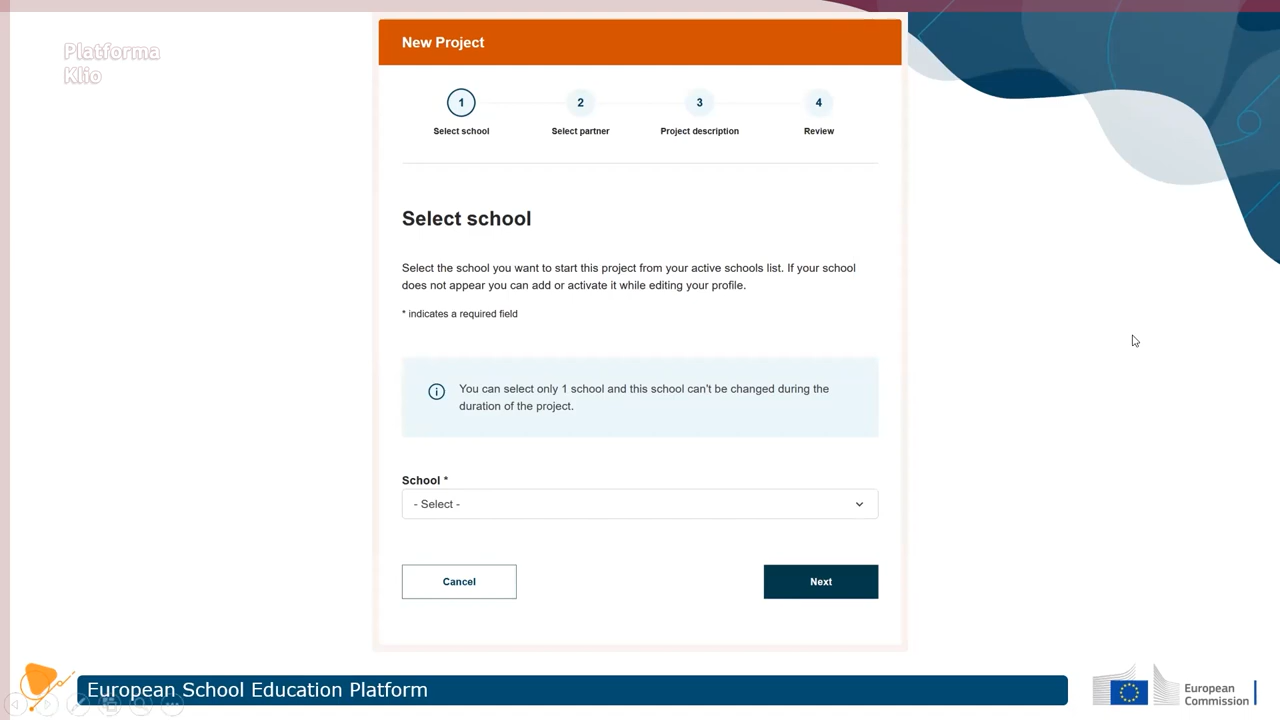 Platforma
Klio
New Project
1
2
3
4
Select school
Select partner
Project description
Review
Select school
Select the school you want to start this project from your active schools list. If your school
does not appear you can add or activate it while editing your profile.
* indicates a required field
You can select only 1 school and this school can't be changed during the
duration of the project.
School *
- Select -
Cancel
Next
European School Education Platform
European
Commission